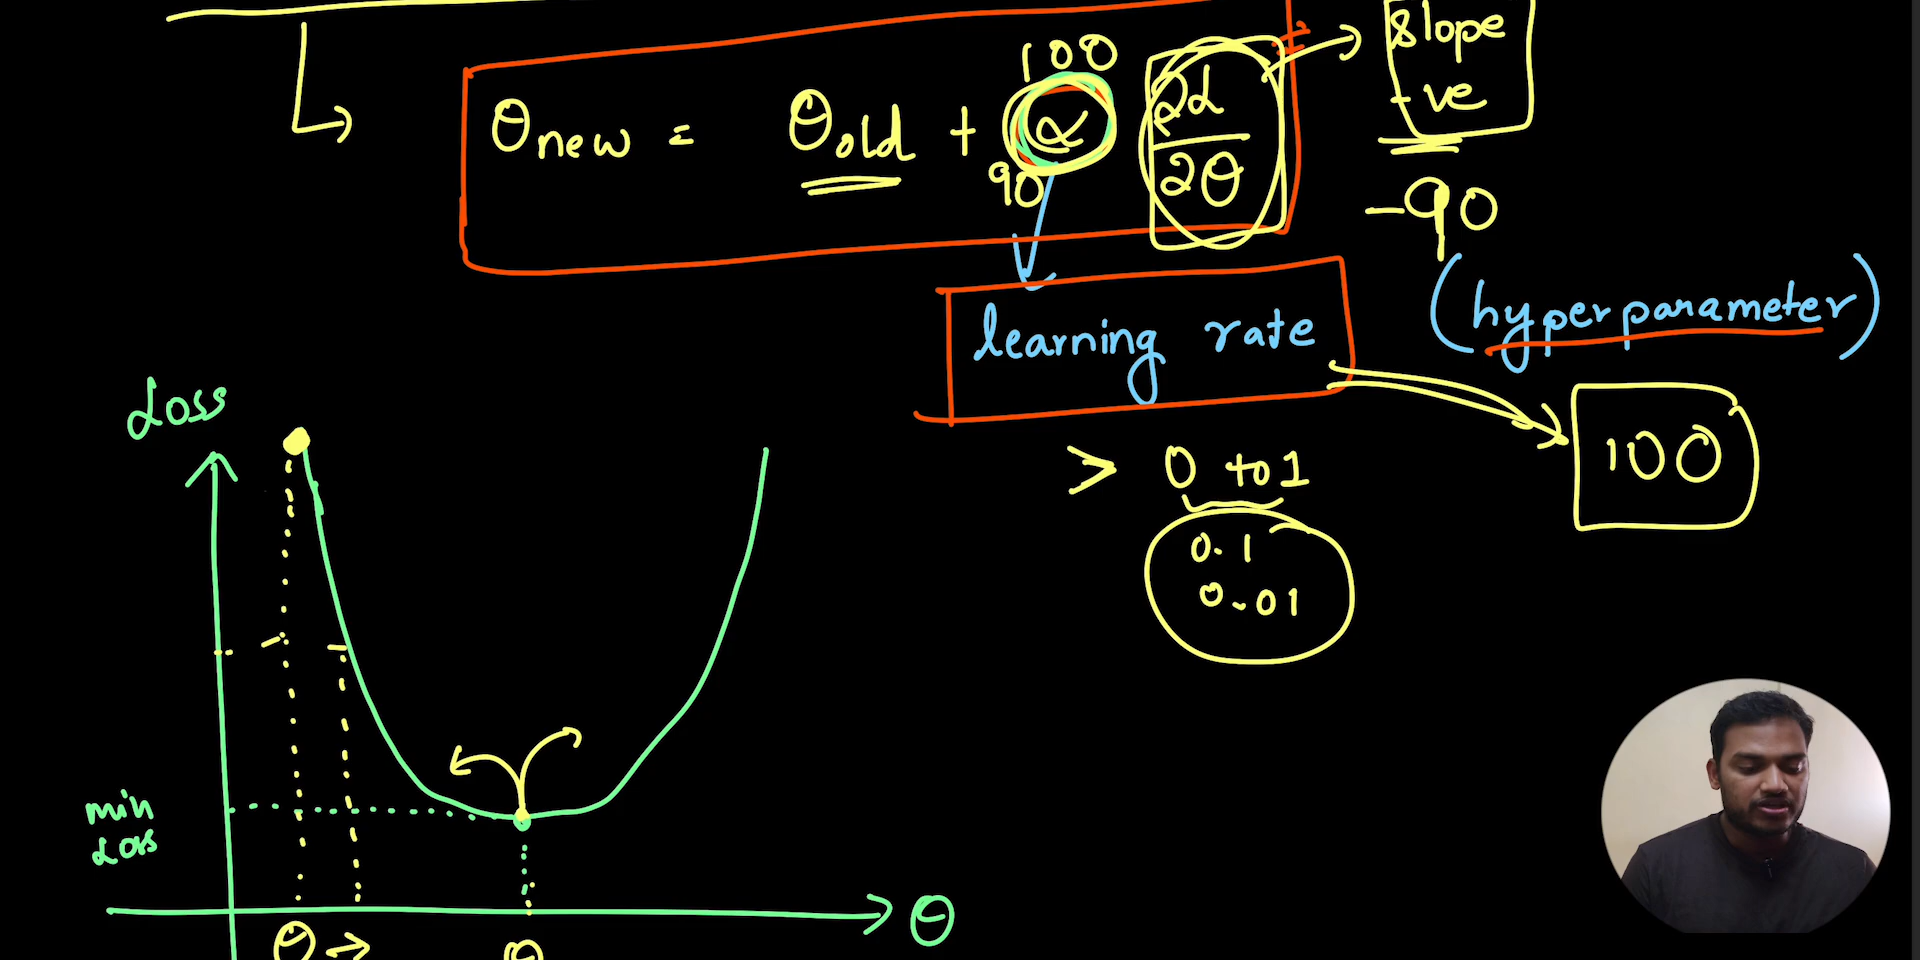 slope
-ve
100
θnew = θold + α ∂L/∂θ
90
-90
(hyperparameter)
learning rate
Loss
> 0 to 1
100
0.1
0.01
min
Loss
θ
θ →
θ